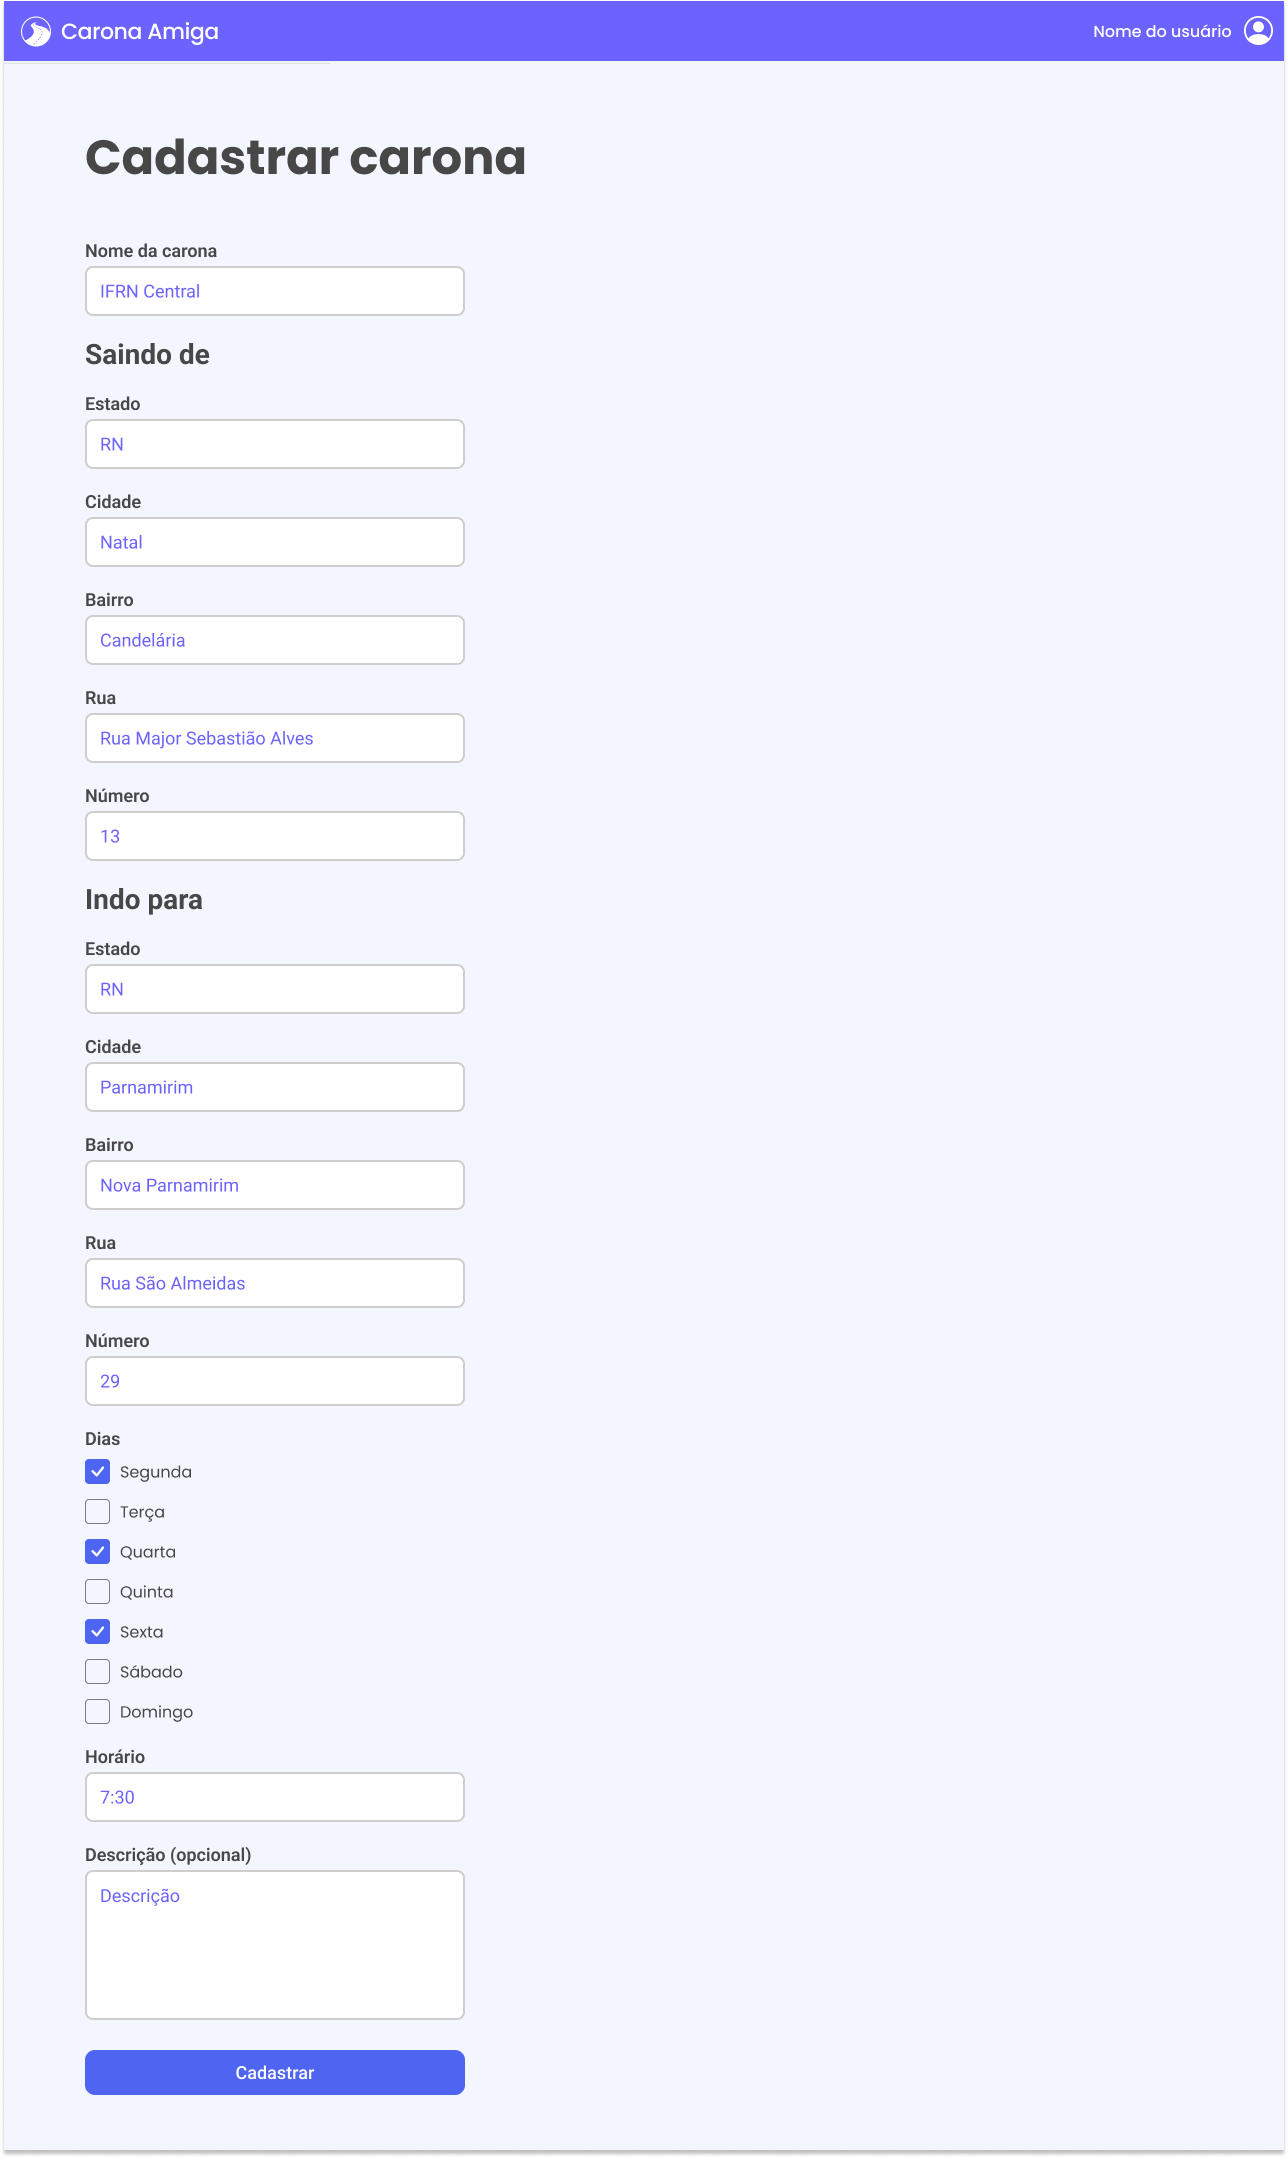 Carona Amiga
Nome do usuário
Cadastrar carona
Nome da carona
IFRN Central
Saindo de
Estado
RN
Cidade
Natal
Bairro
Candelária
Rua
Rua Major Sebastião Alves
Número
13
Indo para
Estado
RN
Cidade
Parnamirim
Bairro
Nova Parnamirim
Rua
Rua São Almeidas
Número
29
Dias
Segunda
Terça
Quarta
Quinta
Sexta
Sábado
Domingo
Horário
7:30
Descrição (opcional)
Descrição
Cadastrar